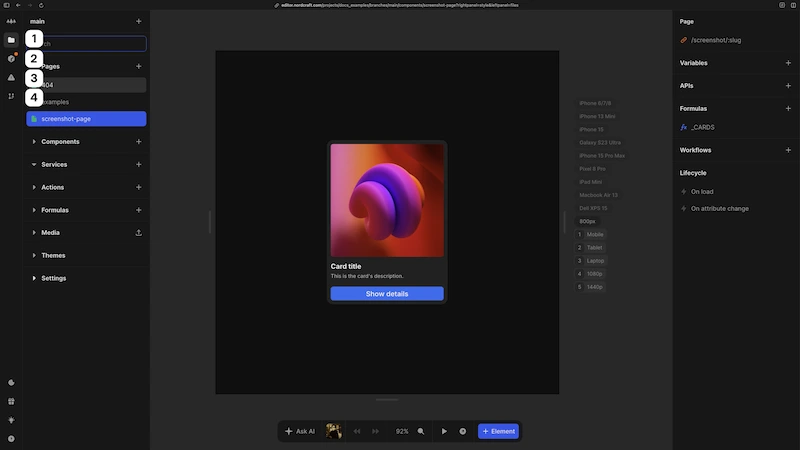 editor.nordcraft.com/projects/docs_examples/branches/main/components/screenshot-page?rightpanel=style&leftpanel=files
main
1
ch
2
Pages
3
404
4
examples
screenshot-page
Components
Services
Actions
Formulas
Media
Themes
Settings
Card title
This is the card's description.
Show details
iPhone 8/7/6
iPhone 13 Mini
iPhone 15
Galaxy S23 Ultra
iPhone 15 Pro Max
Pixel 8 Pro
iPad Mini
Macbook Air 13
Dell XPS 15
800px
1 Mobile
2 Tablet
3 Laptop
4 1080p
5 1440p
Ask AI
92%
Element
Page
/screenshot/:slug
Variables
APIs
Formulas
_CARDS
Workflows
Lifecycle
On load
On attribute change